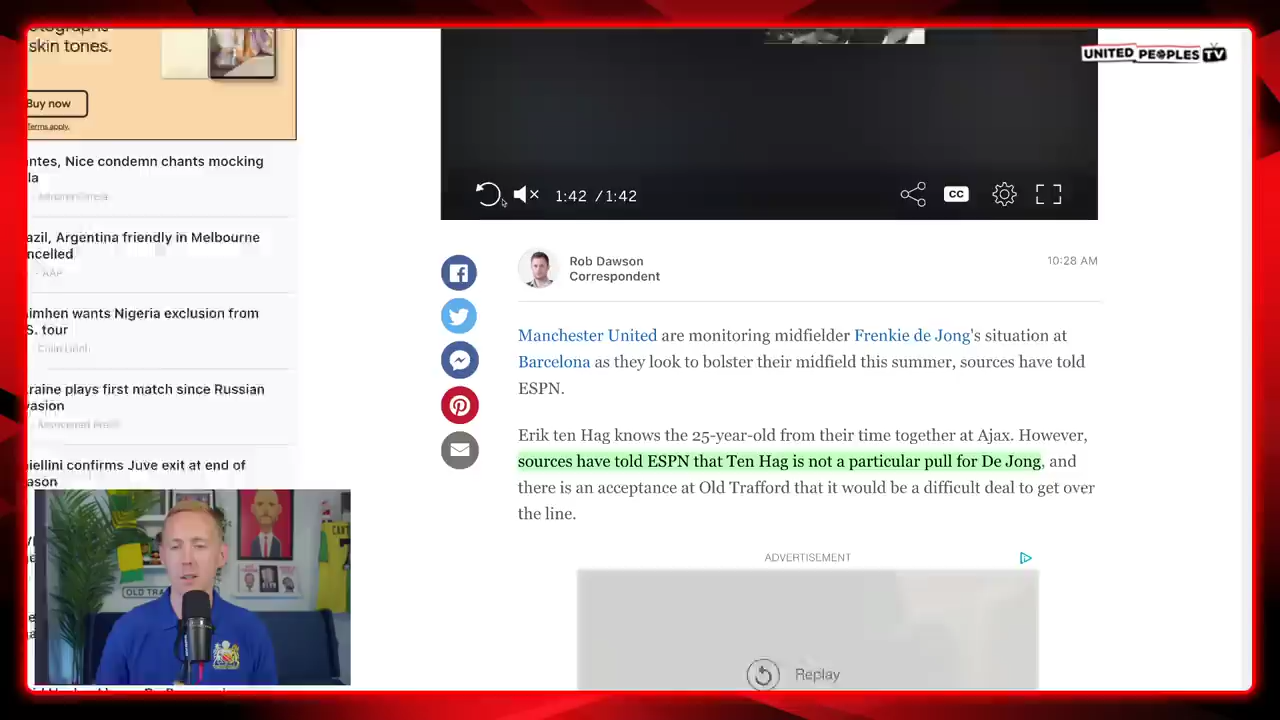 UNITED PEOPLES TV
skin tones.
Buy now
Terms apply.
ntes, Nice condemn chants mocking
la
azil, Argentina friendly in Melbourne
ncelled
AAP
imhen wants Nigeria exclusion from
S. tour
raine plays first match since Russian
vasion
iellini confirms Juve exit at end of
ason
1:42 / 1:42
CC
Rob Dawson
Correspondent
10:28 AM
Manchester United are monitoring midfielder Frenkie de Jong's situation at
Barcelona as they look to bolster their midfield this summer, sources have told
ESPN.
Erik ten Hag knows the 25-year-old from their time together at Ajax. However,
sources have told ESPN that Ten Hag is not a particular pull for De Jong, and
there is an acceptance at Old Trafford that it would be a difficult deal to get over
the line.
ADVERTISEMENT
Replay
OLD TRA
CANT